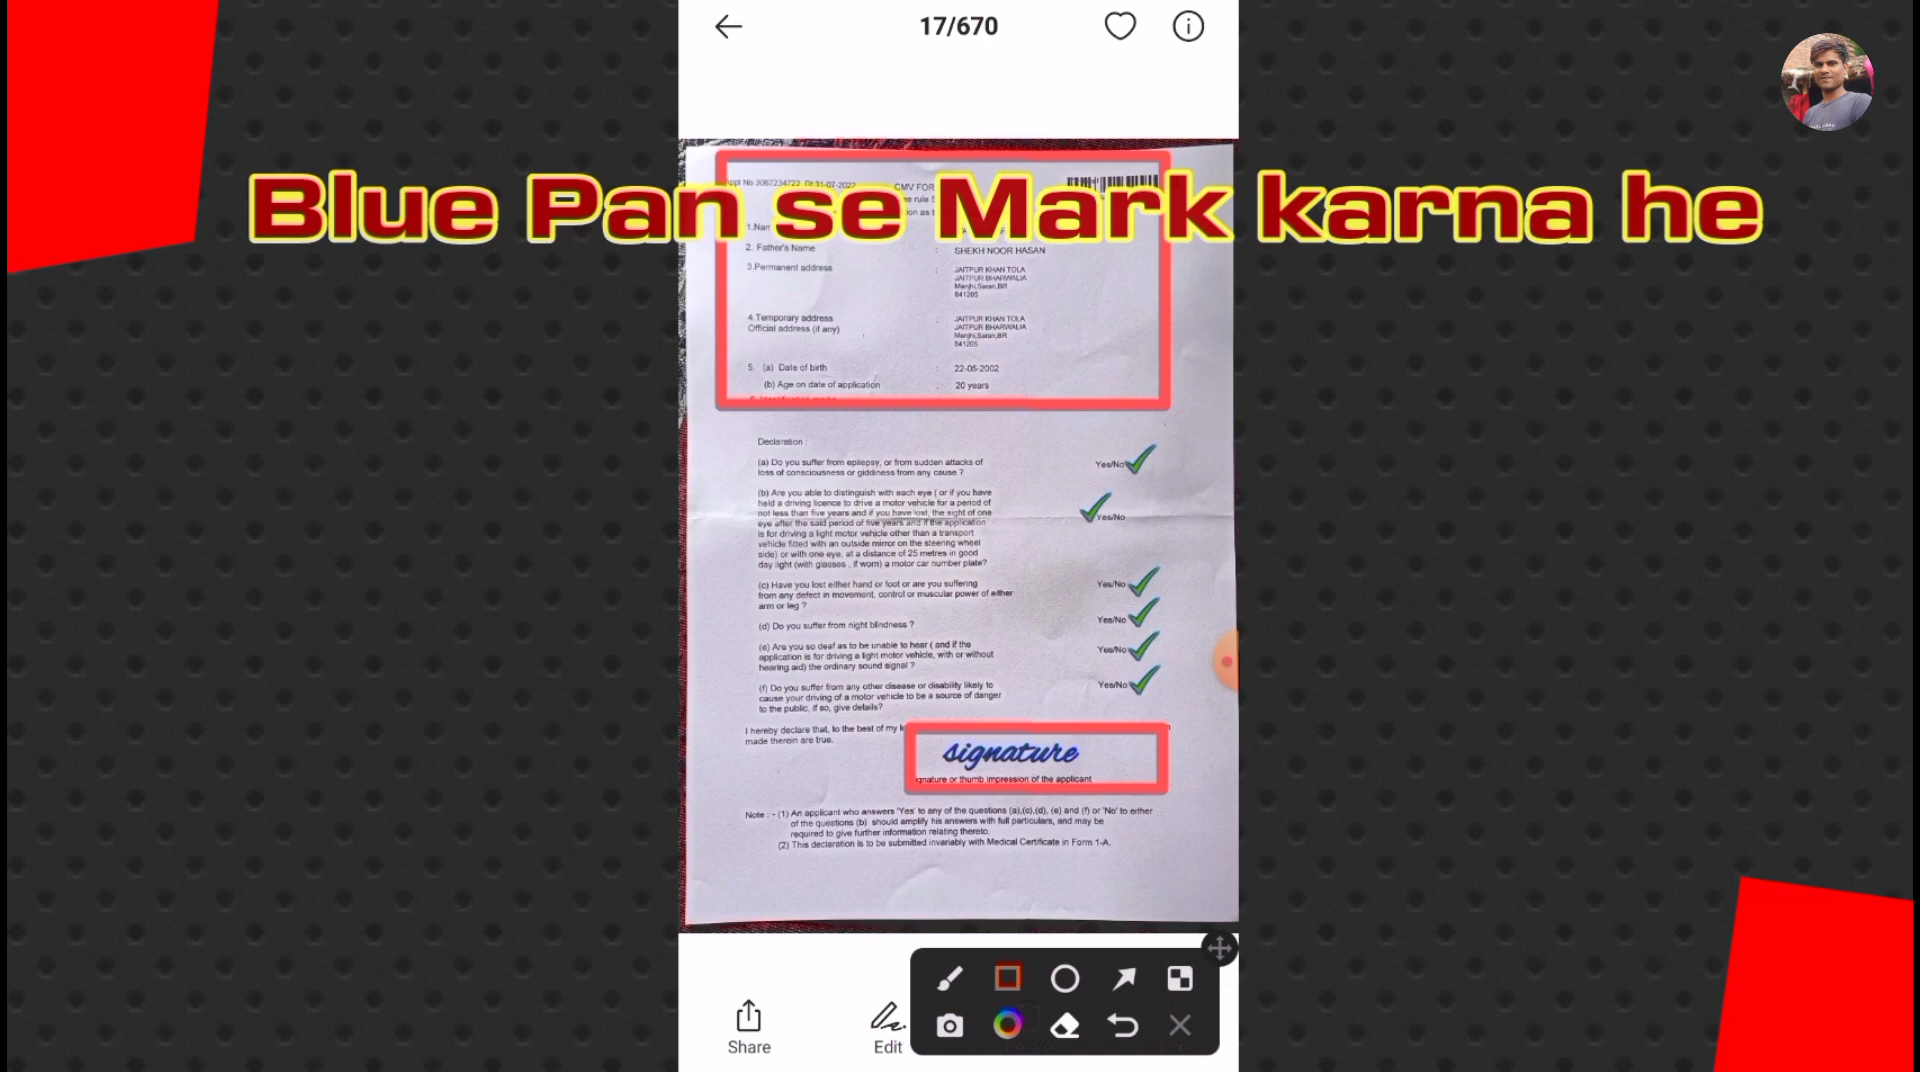 17/670
Blue Pan se Mark karna he
Appl No 3067234722 Dt:31-07-2022
CMV FOR
2. Father's Name : SHEKH NOOR HASAN
3.Permanent address : JAITPUR KHAN TOLA
JAITPUR BHARWALIA
Manjhi,Saran,BR
841205
4.Temporary address : JAITPUR KHAN TOLA
Official address (if any) JAITPUR BHARWALIA
Manjhi,Saran,BR
841205
5. (a) Date of birth : 22-05-2002
(b) Age on date of application : 20 years
Declaration :
(a) Do you suffer from epilepsy, or from sudden attacks of Yes/No
loss of consciousness or giddiness from any cause ?
(b) Are you able to distinguish with each eye ( or if you have
held a driving licence to drive a motor vehicle for a period of
not less than five years and if you have lost, the sight of one Yes/No
eye after the said period of five years and if the application
is for driving a light motor vehicle other than a transport
vehicle fitted with an outside mirror on the steering wheel
side) or with one eye, at a distance of 25 metres in good
day light (with glasses , if worn) a motor car number plate?
(c) Have you lost either hand or foot or are you suffering Yes/No
from any defect in movement, control or muscular power of either
arm or leg ?
(d) Do you suffer from night blindness ? Yes/No
(e) Are you so deaf as to be unable to hear ( and if the Yes/No
application is for driving a light motor vehicle, with or without
hearing aid) the ordinary sound signal ?
(f) Do you suffer from any other disease or disability likely to Yes/No
cause your driving of a motor vehicle to be a source of danger
to the public, if so, give details?
I hereby declare that, to the best of my
made therein are true.
signature
gnature or thumb impression of the applicant
Note : - (1) An applicant who answers 'Yes' to any of the questions (a),(c),(d), (e) and (f) or 'No' to either
of the questions (b) should amplify his answers with full particulars, and may be
required to give further information relating thereto.
(2) This declaration is to be submitted invariably with Medical Certificate in Form 1-A.
Share
Edit